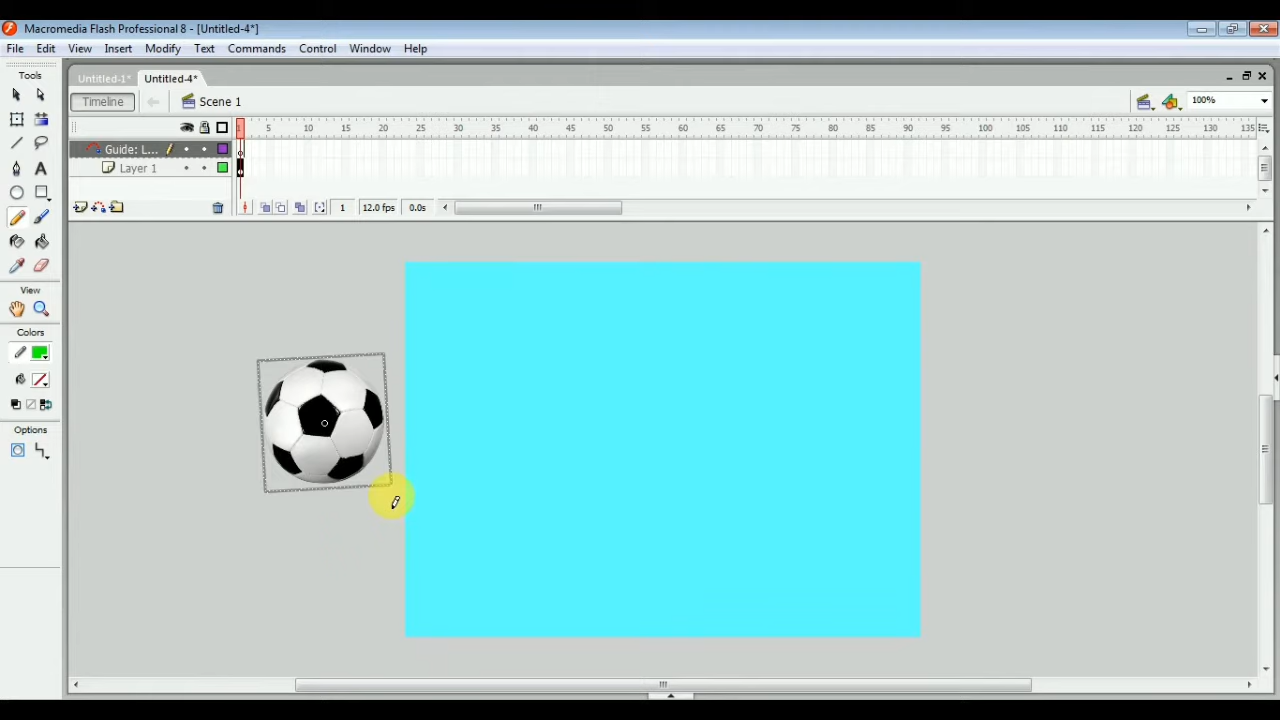 Macromedia Flash Professional 8 - [Untitled-4*]
File Edit View Insert Modify Text Commands Control Window Help
Tools
Untitled-1* Untitled-4*
Timeline Scene 1 100%
1 5 10 15 20 25 30 35 40 45 50 55 60 65 70 75 80 85 90 95 100 105 110 115 120 125 130 135
Guide: L...
Layer 1
1 12.0 fps 0.0s
View
Colors
Options
A